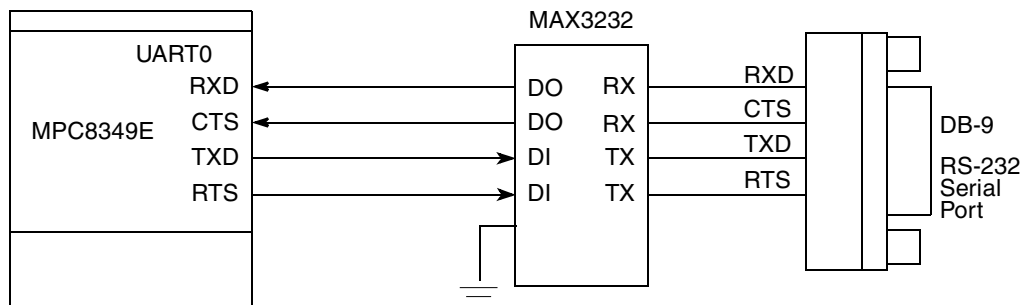 MAX3232
UART0
RXD
CTS
TXD
RTS
MPC8349E
DO
DO
DI
DI
RX
RX
TX
TX
RXD
CTS
TXD
RTS
DB-9
RS-232
Serial
Port